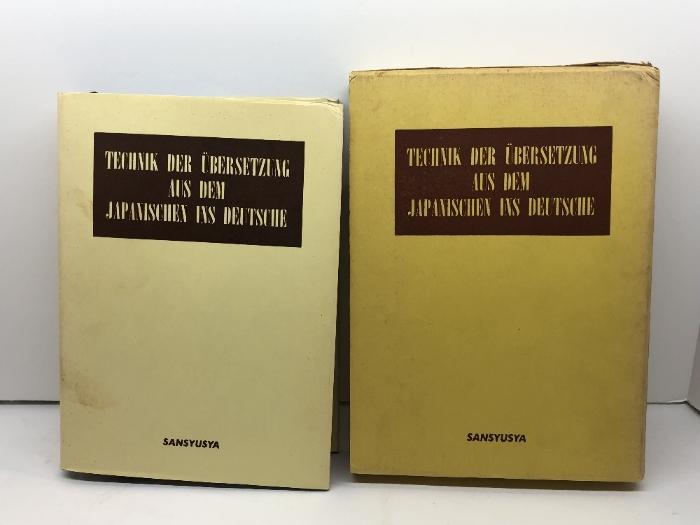 TECHNIK DER ÜBERSETZUNG
AUS DEM
JAPANISCHEN INS DEUTSCHE
SANSYUSYA
TECHNIK DER ÜBERSETZUNG
AUS DEM
JAPANISCHEN INS DEUTSCHE
SANSYUSYA